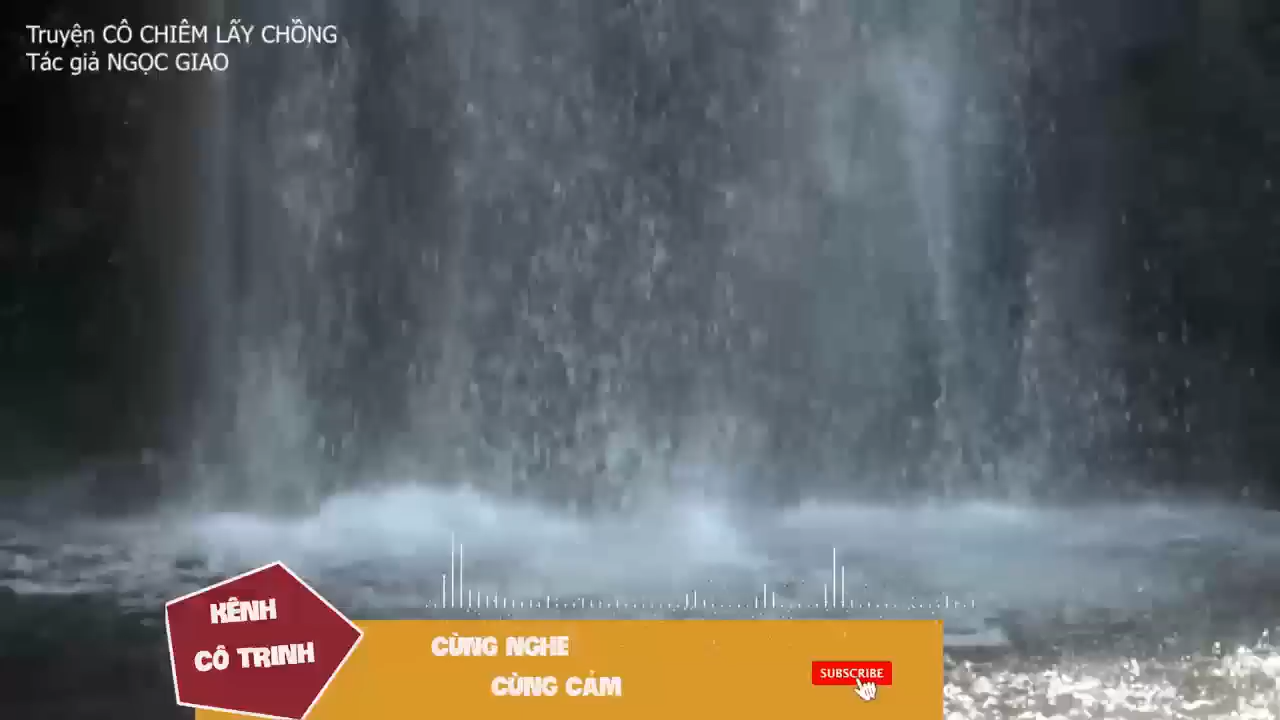 Truyện CÔ CHIÊM LẤY CHỒNG
Tác giả NGỌC GIAO
KÊNH
CÔ TRINH
CÙNG NGHE
CÙNG CẢM
SUBSCRIBE